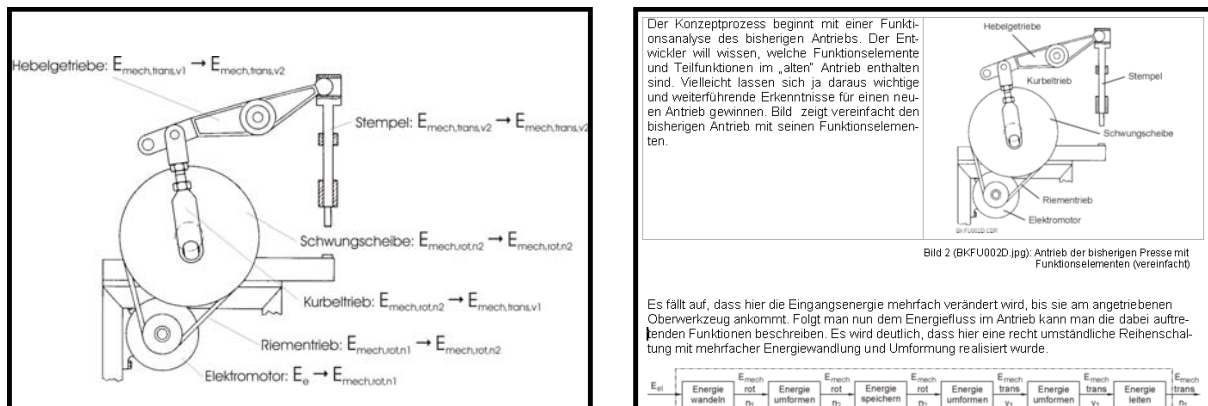 Hebelgetriebe: Emech,trans,v1 → Emech,trans,v2
Stempel: Emech,trans,v2 → Emech,trans,v2
Schwungscheibe: Emech,rot,n2 → Emech,rot,n2
Kurbeltrieb: Emech,rot,n2 → Emech,trans,v1
Riementrieb: Emech,rot,n1 → Emech,rot,n2
Elektromotor: Ee → Emech,rot,n1
Der Konzeptprozess beginnt mit einer Funkti-
onsanalyse des bisherigen Antriebs. Der Ent-
wickler will wissen, welche Funktionselemente
und Teilfunktionen im „alten“ Antrieb enthalten
sind. Vielleicht lassen sich ja daraus wichtige
und weiterführende Erkenntnisse für einen neu-
en Antrieb gewinnen. Bild zeigt vereinfacht den
bisherigen Antrieb mit seinen Funktionselemen-
ten.
Hebelgetriebe
Kurbeltrieb
Stempel
Schwungscheibe
Riementrieb
Elektromotor
BKFU002D.CDR
Bild 2 (BKFU002D.jpg): Antrieb der bisherigen Presse mit
Funktionselementen (vereinfacht)
Es fällt auf, dass hier die Eingangsenergie mehrfach verändert wird, bis sie am angetriebenen
Oberwerkzeug ankommt. Folgt man nun dem Energiefluss im Antrieb kann man die dabei auftre-
tenden Funktionen beschreiben. Es wird deutlich, dass hier eine recht umständliche Reihenschal-
tung mit mehrfacher Energiewandlung und Umformung realisiert wurde.
Eel
Energie wandeln
Emech rot n1
Energie umformen
Emech rot n2
Energie speichern
Emech rot n2
Energie umformen
Emech trans v1
Energie umformen
Emech trans
Energie leiten
Emech trans